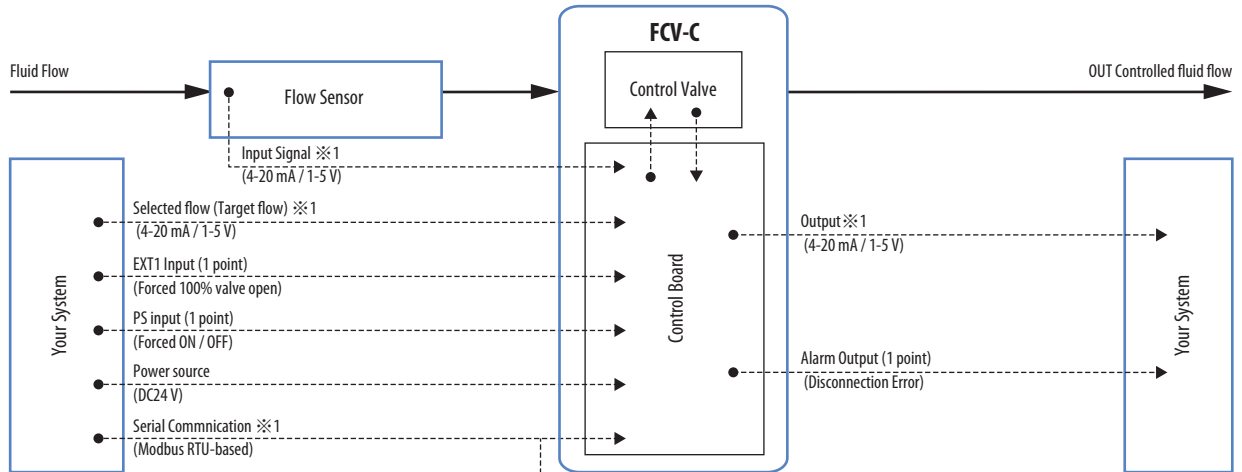 FCV-C
Fluid Flow
Flow Sensor
Control Valve
OUT Controlled fluid flow
Input Signal ※1
(4-20 mA / 1-5 V)
Your System
Selected flow (Target flow) ※1
(4-20 mA / 1-5 V)
EXT1 Input (1 point)
(Forced 100% valve open)
PS input (1 point)
(Forced ON / OFF)
Power source
(DC24 V)
Serial Commnication ※1
(Modbus RTU-based)
Control Board
Output※1
(4-20 mA / 1-5 V)
Alarm Output (1 point)
(Disconnection Error)
Your System